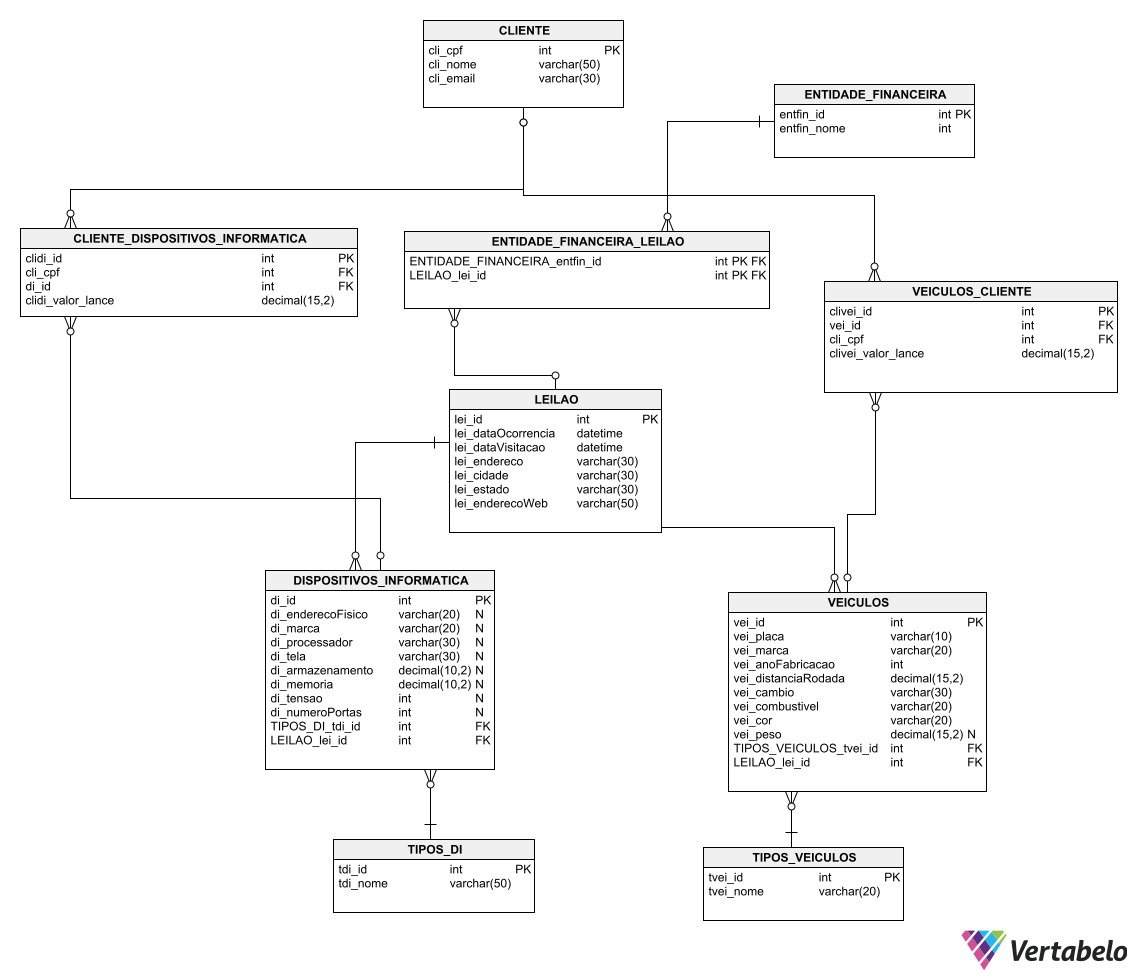 CLIENTE
cli_cpf int PK
cli_nome varchar(50)
cli_email varchar(30)
ENTIDADE_FINANCEIRA
entfin_id int PK
entfin_nome int
CLIENTE_DISPOSITIVOS_INFORMATICA
clidi_id int PK
cli_cpf int FK
di_id int FK
clidi_valor_lance decimal(15,2)
ENTIDADE_FINANCEIRA_LEILAO
ENTIDADE_FINANCEIRA_entfin_id int PK FK
LEILAO_lei_id int PK FK
VEICULOS_CLIENTE
clivei_id int PK
vei_id int FK
cli_cpf int FK
clivei_valor_lance decimal(15,2)
LEILAO
lei_id int PK
lei_dataOcorrencia datetime
lei_dataVisitacao datetime
lei_endereco varchar(30)
lei_cidade varchar(30)
lei_estado varchar(30)
lei_enderecoWeb varchar(50)
DISPOSITIVOS_INFORMATICA
di_id int PK
di_enderecoFisico varchar(20) N
di_marca varchar(20) N
di_processador varchar(30) N
di_tela varchar(30) N
di_armazenamento decimal(10,2) N
di_memoria decimal(10,2) N
di_tensao int N
di_numeroPortas int N
TIPOS_DI_tdi_id int FK
LEILAO_lei_id int FK
VEICULOS
vei_id int PK
vei_placa varchar(10)
vei_marca varchar(20)
vei_anoFabricacao int
vei_distanciaRodada decimal(15,2)
vei_cambio varchar(30)
vei_combustivel varchar(20)
vei_cor varchar(20)
vei_peso decimal(15,2) N
TIPOS_VEICULOS_tvei_id int FK
LEILAO_lei_id int FK
TIPOS_DI
tdi_id int PK
tdi_nome varchar(50)
TIPOS_VEICULOS
tvei_id int PK
tvei_nome varchar(20)
Vertabelo